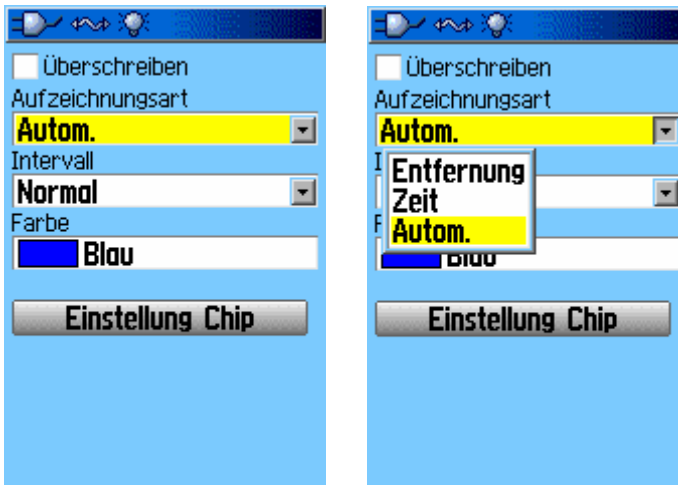 Überschreiben
Aufzeichnungsart
Autom.
Intervall
Normal
Farbe
Blau
Einstellung Chip
Überschreiben
Aufzeichnungsart
Autom.
Entfernung
Zeit
Autom.
Einstellung Chip